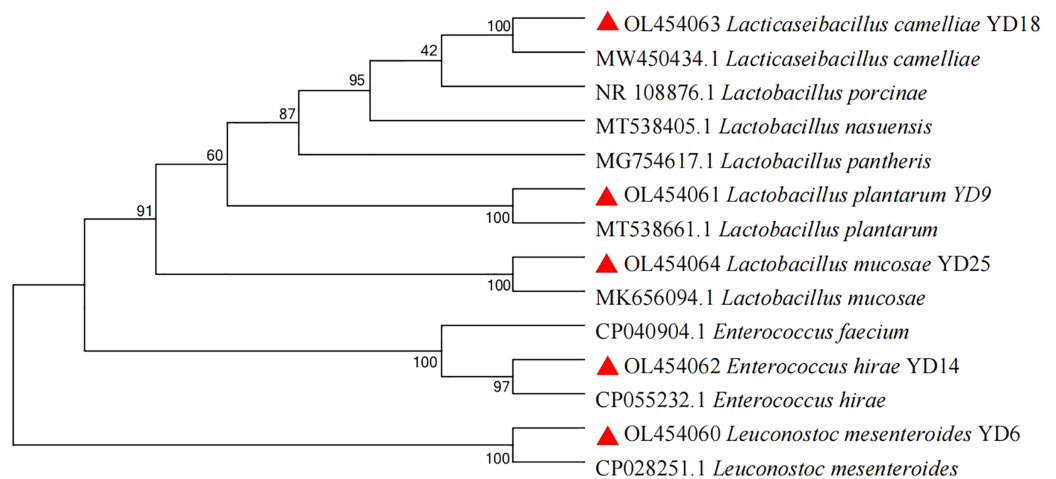 100
OL454063 Lacticaseibacillus camelliae YD18
42
MW450434.1 Lacticaseibacillus camelliae
95
NR 108876.1 Lactobacillus porcinae
87
MT538405.1 Lactobacillus nasuensis
60
MG754617.1 Lactobacillus pantheris
91
OL454061 Lactobacillus plantarum YD9
100
MT538661.1 Lactobacillus plantarum
OL454064 Lactobacillus mucosae YD25
100
MK656094.1 Lactobacillus mucosae
CP040904.1 Enterococcus faecium
100
OL454062 Enterococcus hirae YD14
97
CP055232.1 Enterococcus hirae
OL454060 Leuconostoc mesenteroides YD6
100
CP028251.1 Leuconostoc mesenteroides